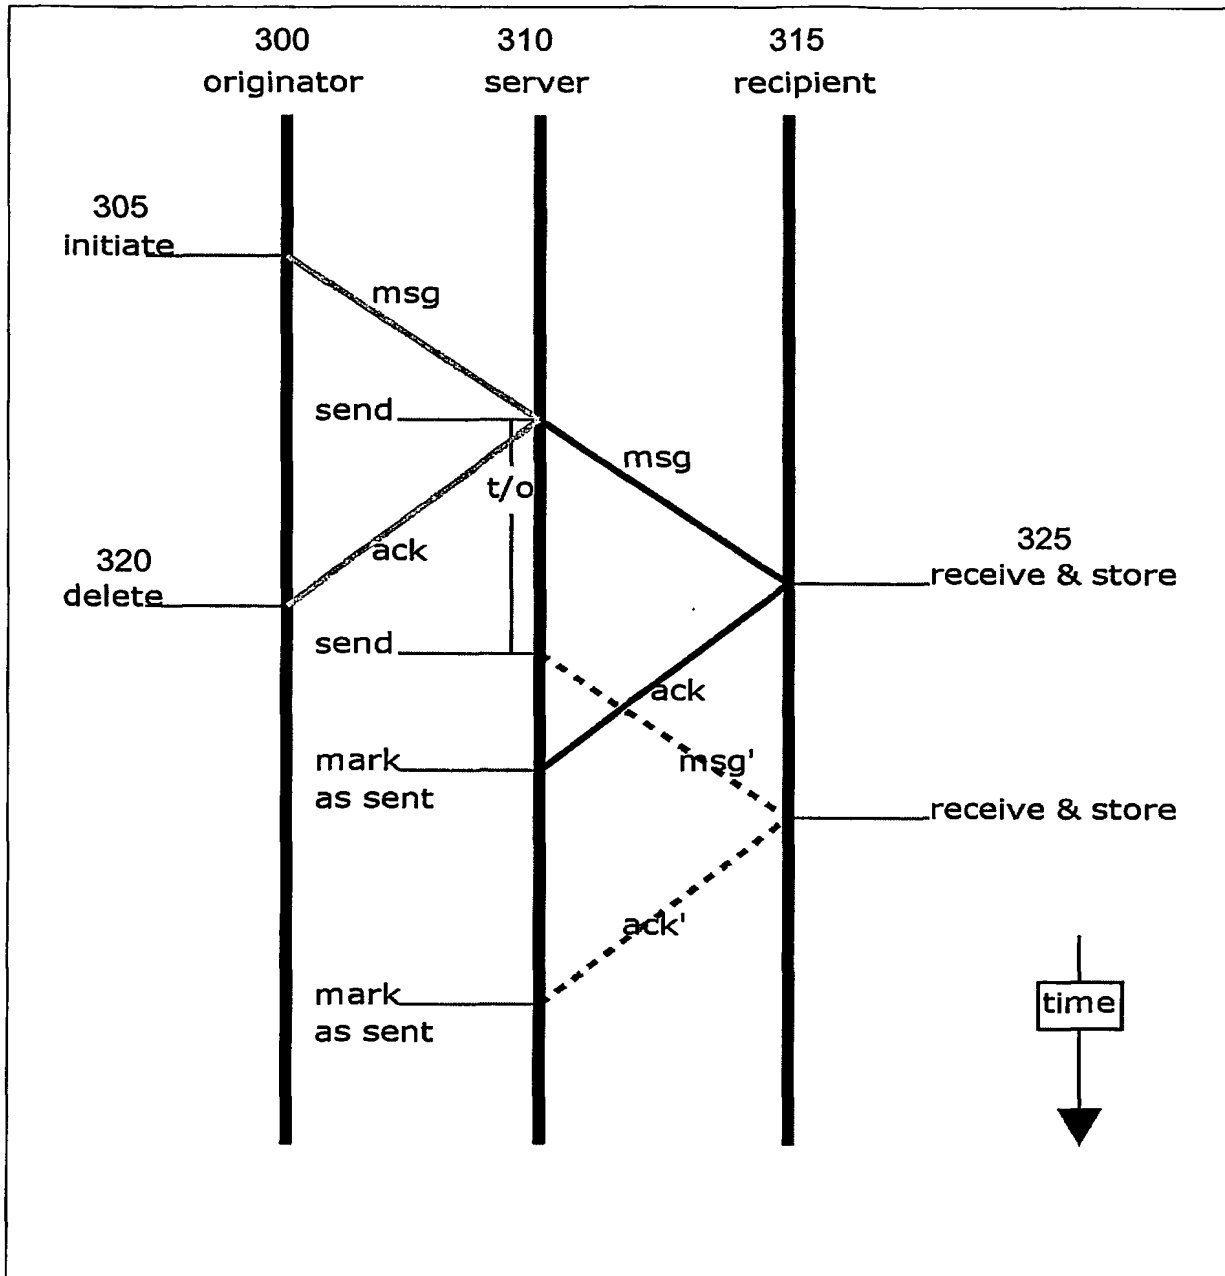 300 310 315
originator server recipient
305
initiate
msg
send
msg
t/o
325
ack
320
receive & store
delete
send
ack
mark
msg'
as sent
receive & store
ack'
mark
time
as sent